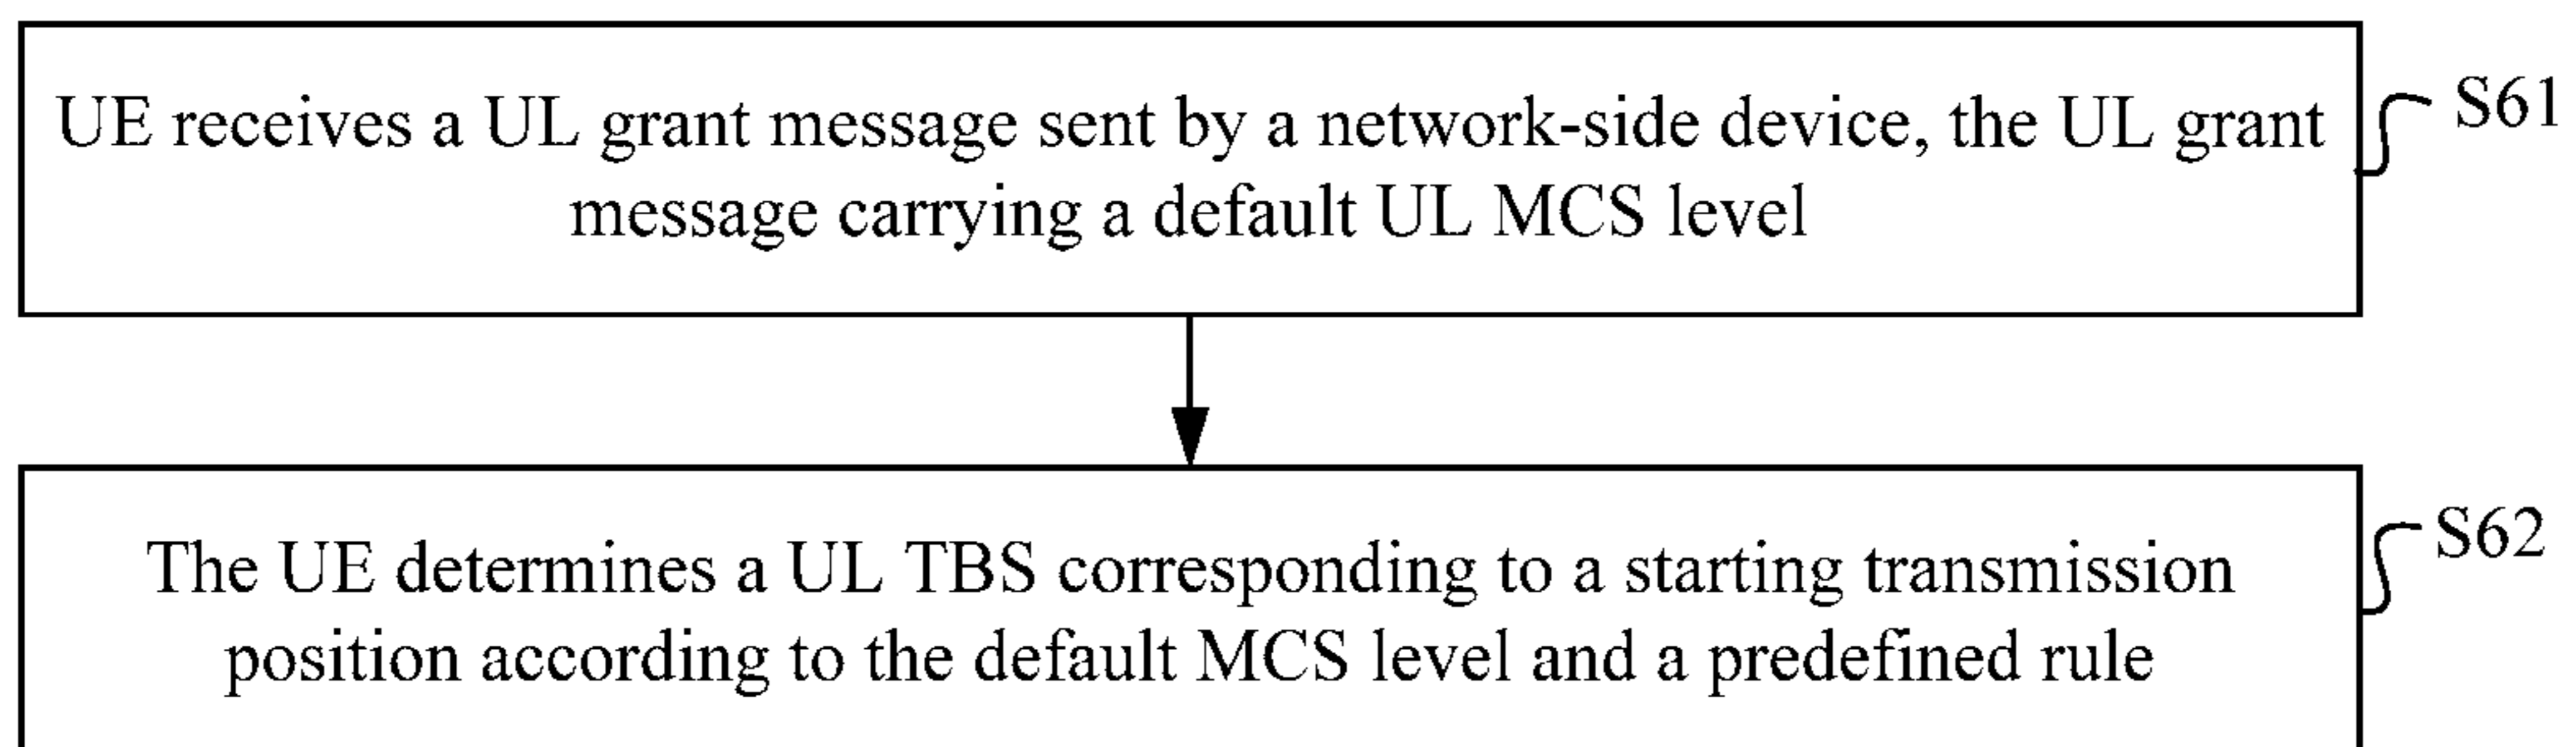 UE receives a UL grant message sent by a network-side device, the UL grant
message carrying a default UL MCS level
S61
The UE determines a UL TBS corresponding to a starting transmission
position according to the default MCS level and a predefined rule
S62